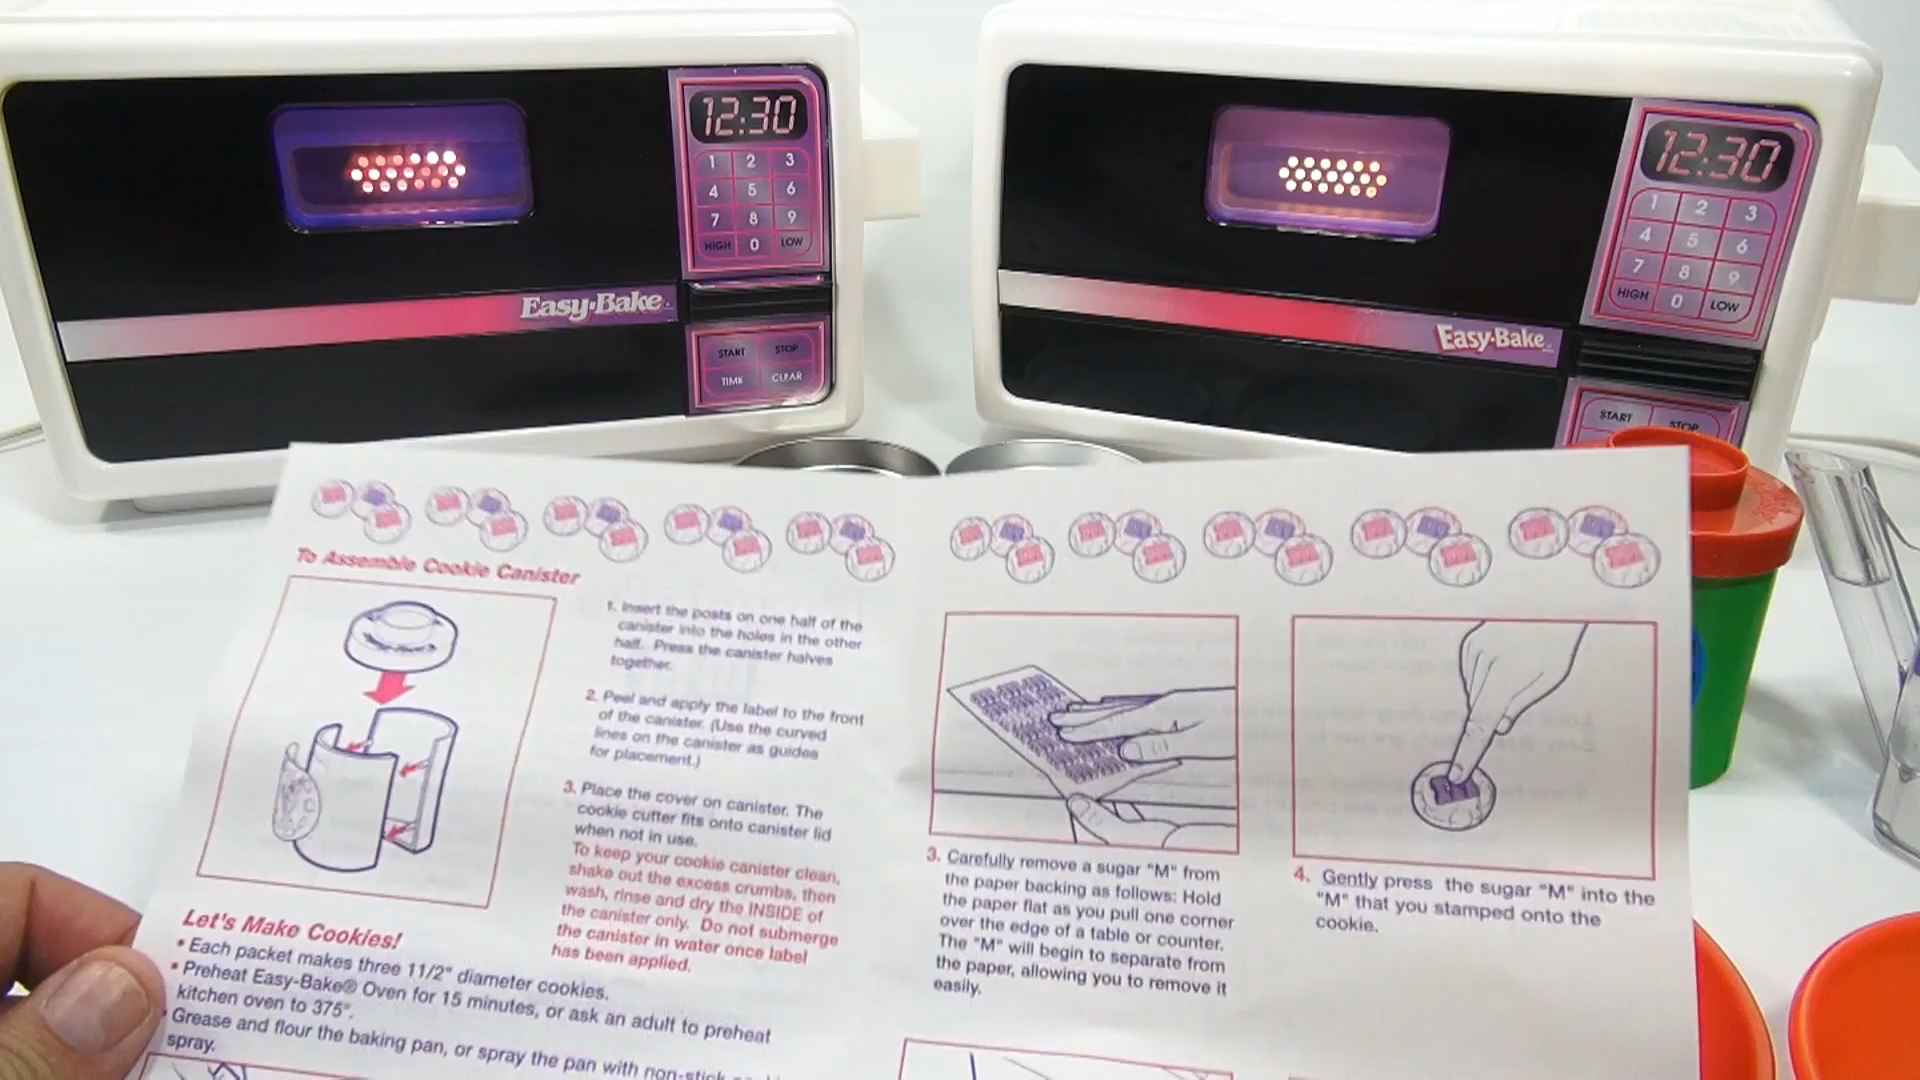 12:30
1 2 3
4 5 6
7 8 9
HIGH 0 LOW
Easy-Bake
START STOP
TIME CLEAR
12:30
1 2 3
4 5 6
7 8 9
HIGH 0 LOW
Easy-Bake
START STOP
To Assemble Cookie Canister
1. Insert the posts on one half of the
canister into the holes in the other
half. Press the canister halves
together.
2. Peel and apply the label to the front
of the canister. (Use the curved
lines on the canister as guides
for placement.)
3. Place the cover on canister. The
cookie cutter fits onto canister lid
when not in use.
To keep your cookie canister clean,
shake out the excess crumbs, then
wash, rinse and dry the INSIDE of
the canister only. Do not submerge
the canister in water once label
has been applied.
Let's Make Cookies!
• Each packet makes three 11/2" diameter cookies.
• Preheat Easy-Bake® Oven for 15 minutes, or ask an adult to preheat
kitchen oven to 375°.
• Grease and flour the baking pan, or spray the pan with non-stick
spray.
3. Carefully remove a sugar "M" from
the paper backing as follows: Hold
the paper flat as you pull one corner
over the edge of a table or counter.
The "M" will begin to separate from
the paper, allowing you to remove it
easily.
4. Gently press the sugar "M" into the
"M" that you stamped onto the
cookie.